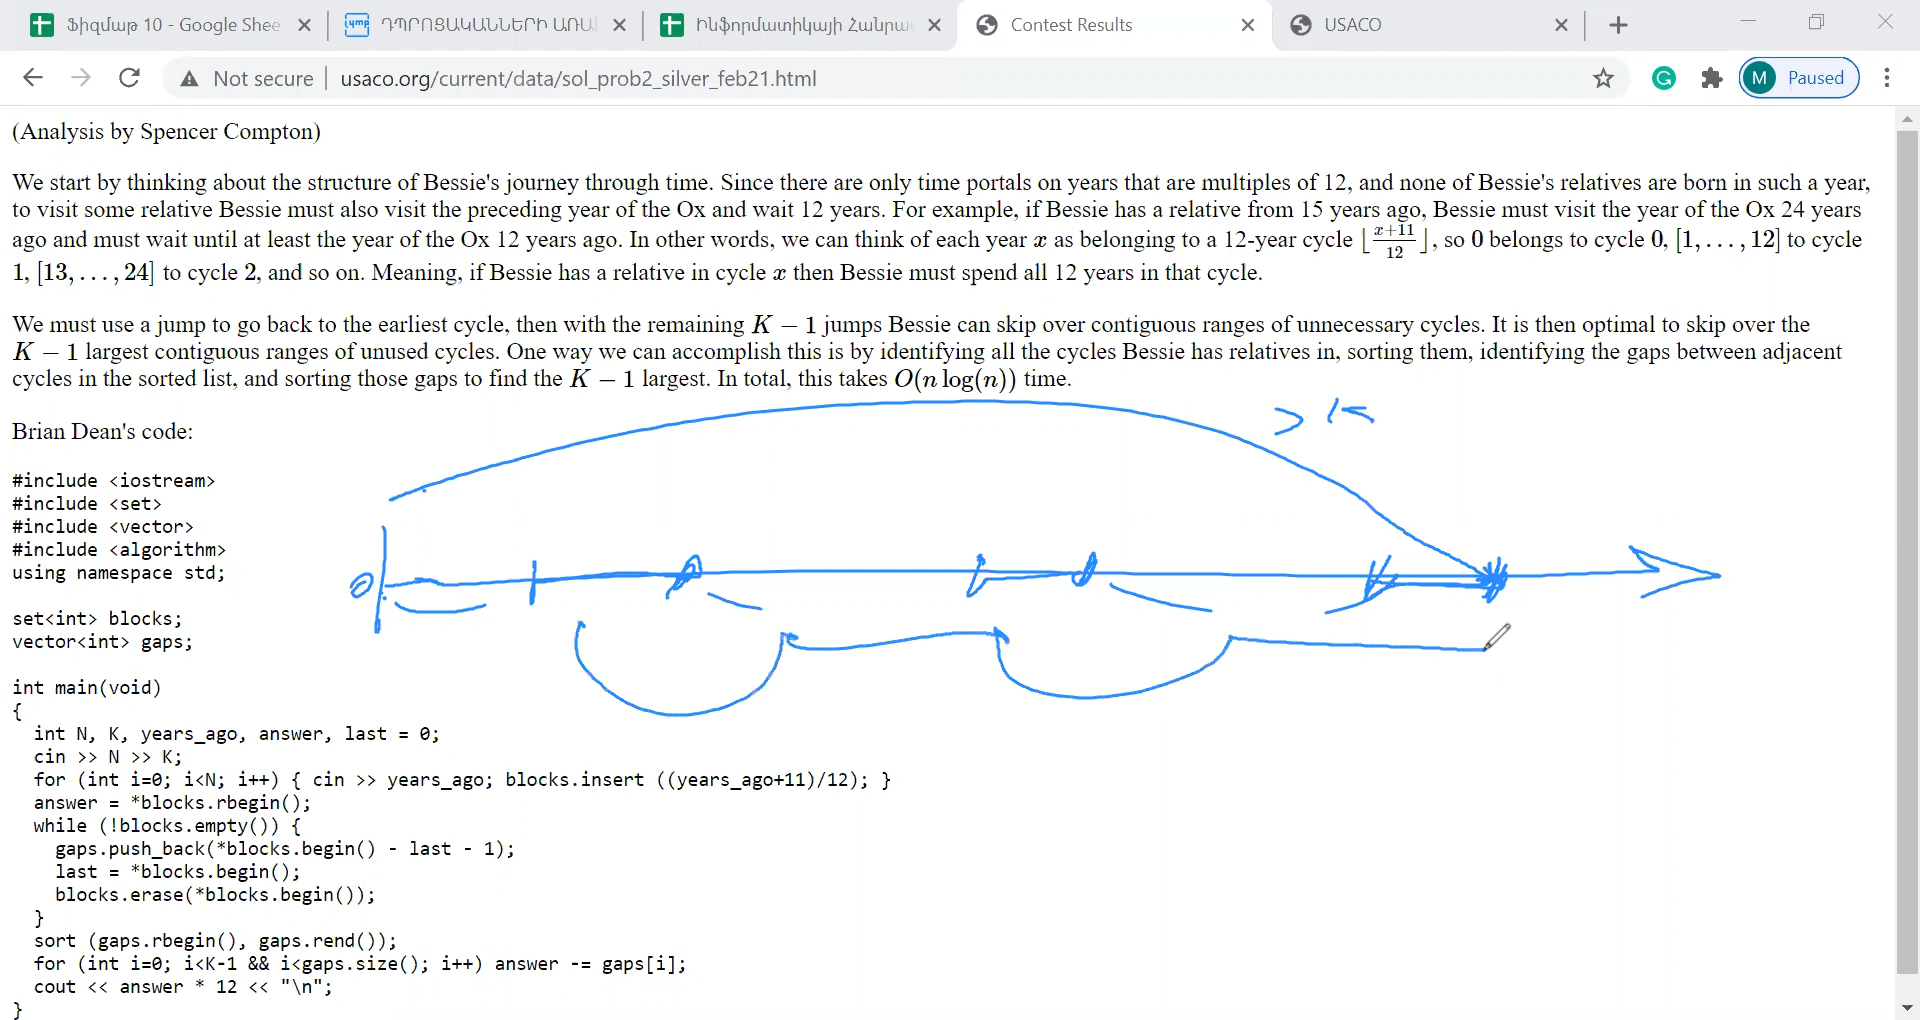 Ֆիզմաթ 10 - Google Shee
ԴՊՐՈՑԱԿԱՆՆԵՐԻ ԱՌԱ
Ինֆորմատիկայի Հանրա
Contest Results
USACO
Not secure usaco.org/current/data/sol_prob2_silver_feb21.html
M Paused
(Analysis by Spencer Compton)
We start by thinking about the structure of Bessie's journey through time. Since there are only time portals on years that are multiples of 12, and none of Bessie's relatives are born in such a year,
to visit some relative Bessie must also visit the preceding year of the Ox and wait 12 years. For example, if Bessie has a relative from 15 years ago, Bessie must visit the year of the Ox 24 years
ago and must wait until at least the year of the Ox 12 years ago. In other words, we can think of each year x as belonging to a 12-year cycle ⌊(x+11)/12⌋, so 0 belongs to cycle 0, [1, . . . , 12] to cycle
1, [13, . . . , 24] to cycle 2, and so on. Meaning, if Bessie has a relative in cycle x then Bessie must spend all 12 years in that cycle.
We must use a jump to go back to the earliest cycle, then with the remaining K − 1 jumps Bessie can skip over contiguous ranges of unnecessary cycles. It is then optimal to skip over the
K − 1 largest contiguous ranges of unused cycles. One way we can accomplish this is by identifying all the cycles Bessie has relatives in, sorting them, identifying the gaps between adjacent
cycles in the sorted list, and sorting those gaps to find the K − 1 largest. In total, this takes O(n log(n)) time.
Brian Dean's code:
#include <iostream>
#include <set>
#include <vector>
#include <algorithm>
using namespace std;
set<int> blocks;
vector<int> gaps;
int main(void)
{
int N, K, years_ago, answer, last = 0;
cin >> N >> K;
for (int i=0; i<N; i++) { cin >> years_ago; blocks.insert ((years_ago+11)/12); }
answer = *blocks.rbegin();
while (!blocks.empty()) {
gaps.push_back(*blocks.begin() - last - 1);
last = *blocks.begin();
blocks.erase(*blocks.begin());
}
sort (gaps.rbegin(), gaps.rend());
for (int i=0; i<K-1 && i<gaps.size(); i++) answer -= gaps[i];
cout << answer * 12 << "\n";
}
0